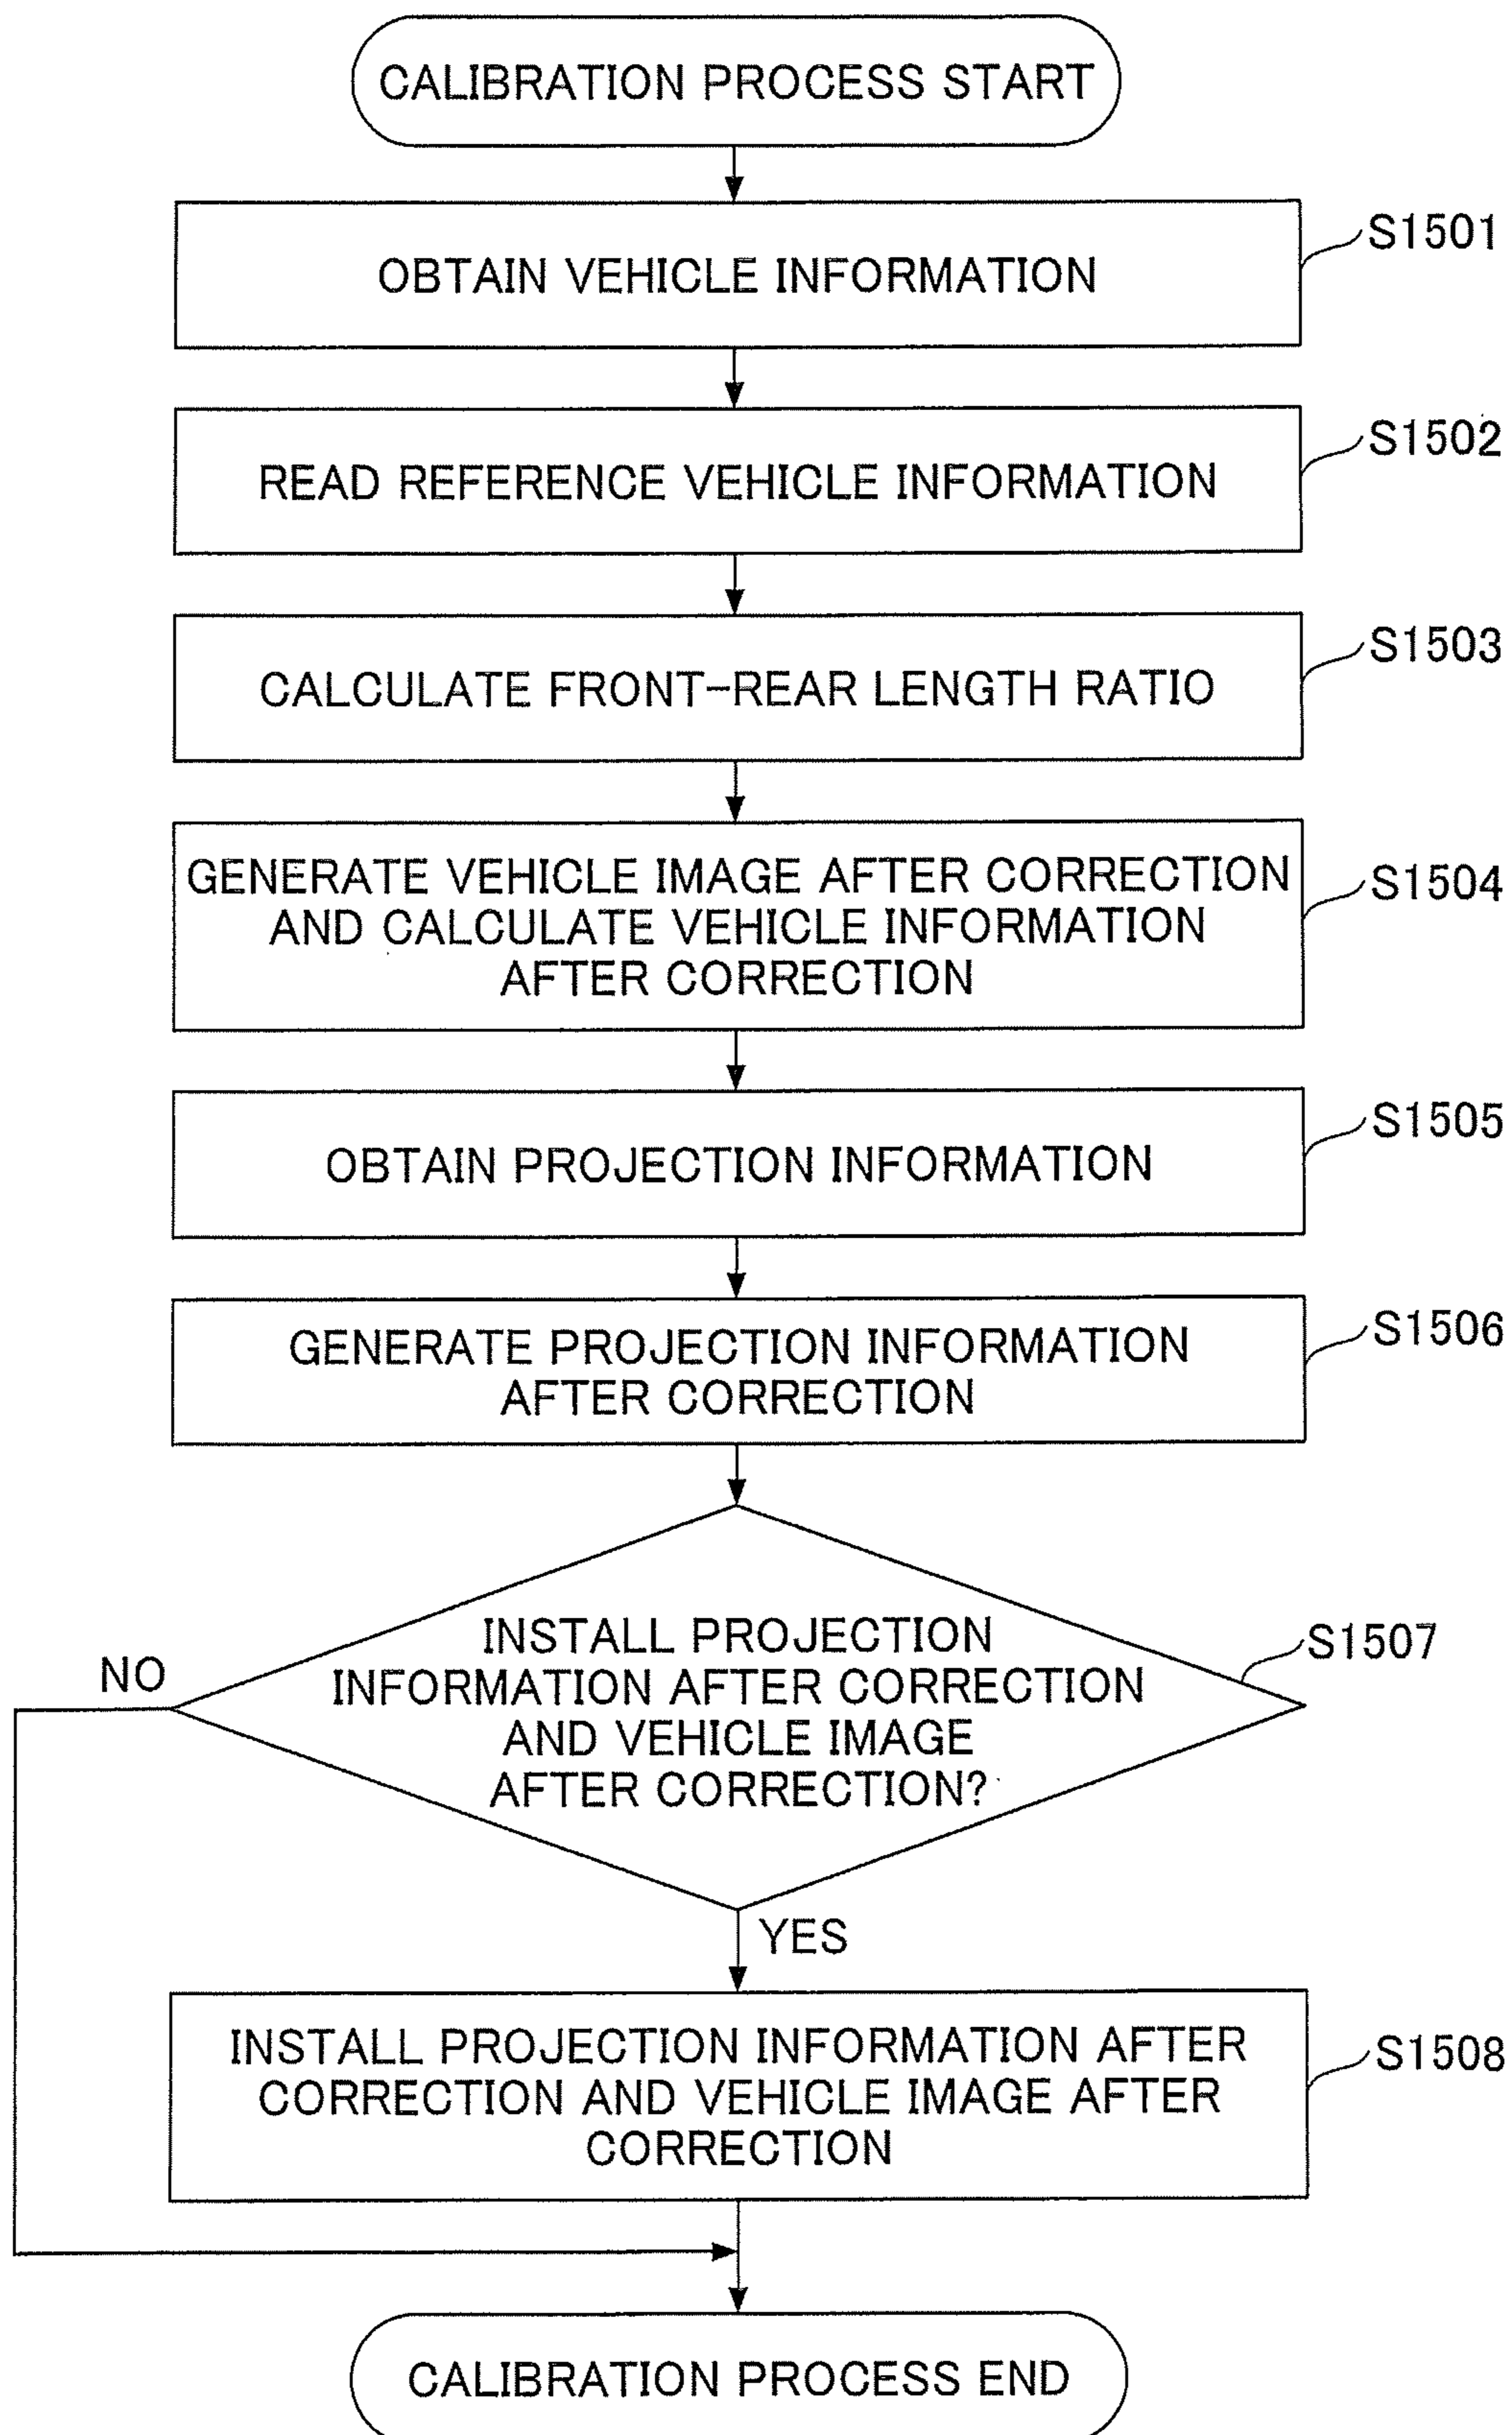 CALIBRATION PROCESS START
S1501
OBTAIN VEHICLE INFORMATION
S1502
READ REFERENCE VEHICLE INFORMATION
S1503
CALCULATE FRONT-REAR LENGTH RATIO
S1504
GENERATE VEHICLE IMAGE AFTER CORRECTION
AND CALCULATE VEHICLE INFORMATION
AFTER CORRECTION
S1505
OBTAIN PROJECTION INFORMATION
S1506
GENERATE PROJECTION INFORMATION
AFTER CORRECTION
S1507
INSTALL PROJECTION
NO
INFORMATION AFTER CORRECTION
AND VEHICLE IMAGE
AFTER CORRECTION?
YES
INSTALL PROJECTION INFORMATION AFTER
S1508
CORRECTION AND VEHICLE IMAGE AFTER
CORRECTION
CALIBRATION PROCESS END